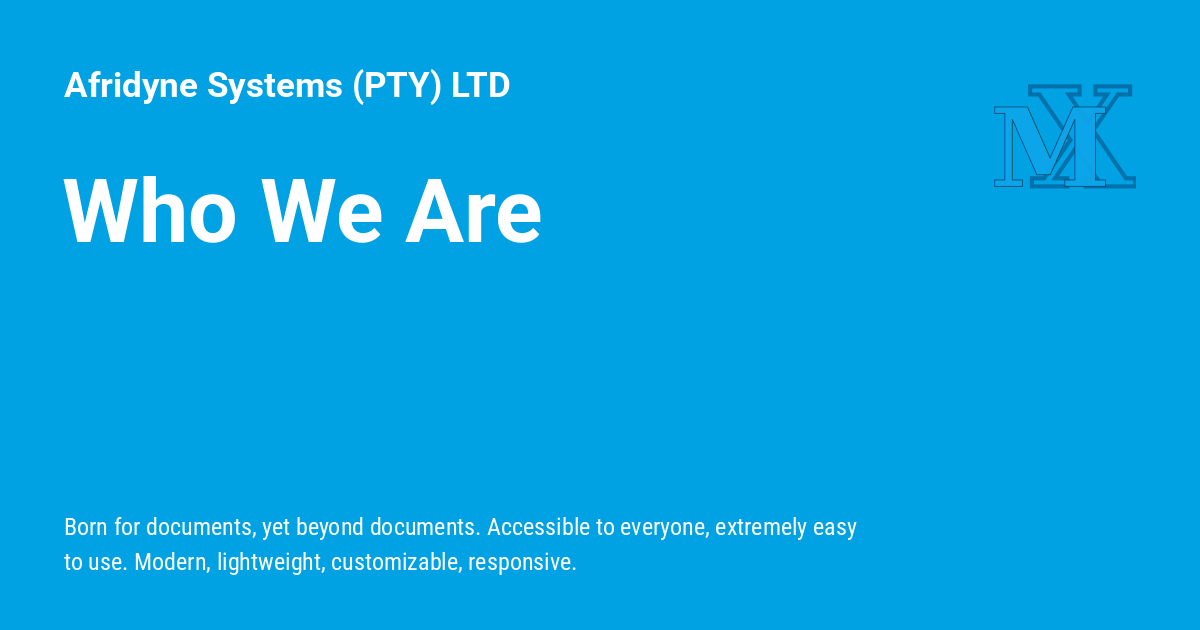 Afridyne Systems (PTY) LTD
MX
Who We Are
Born for documents, yet beyond documents. Accessible to everyone, extremely easy
to use. Modern, lightweight, customizable, responsive.